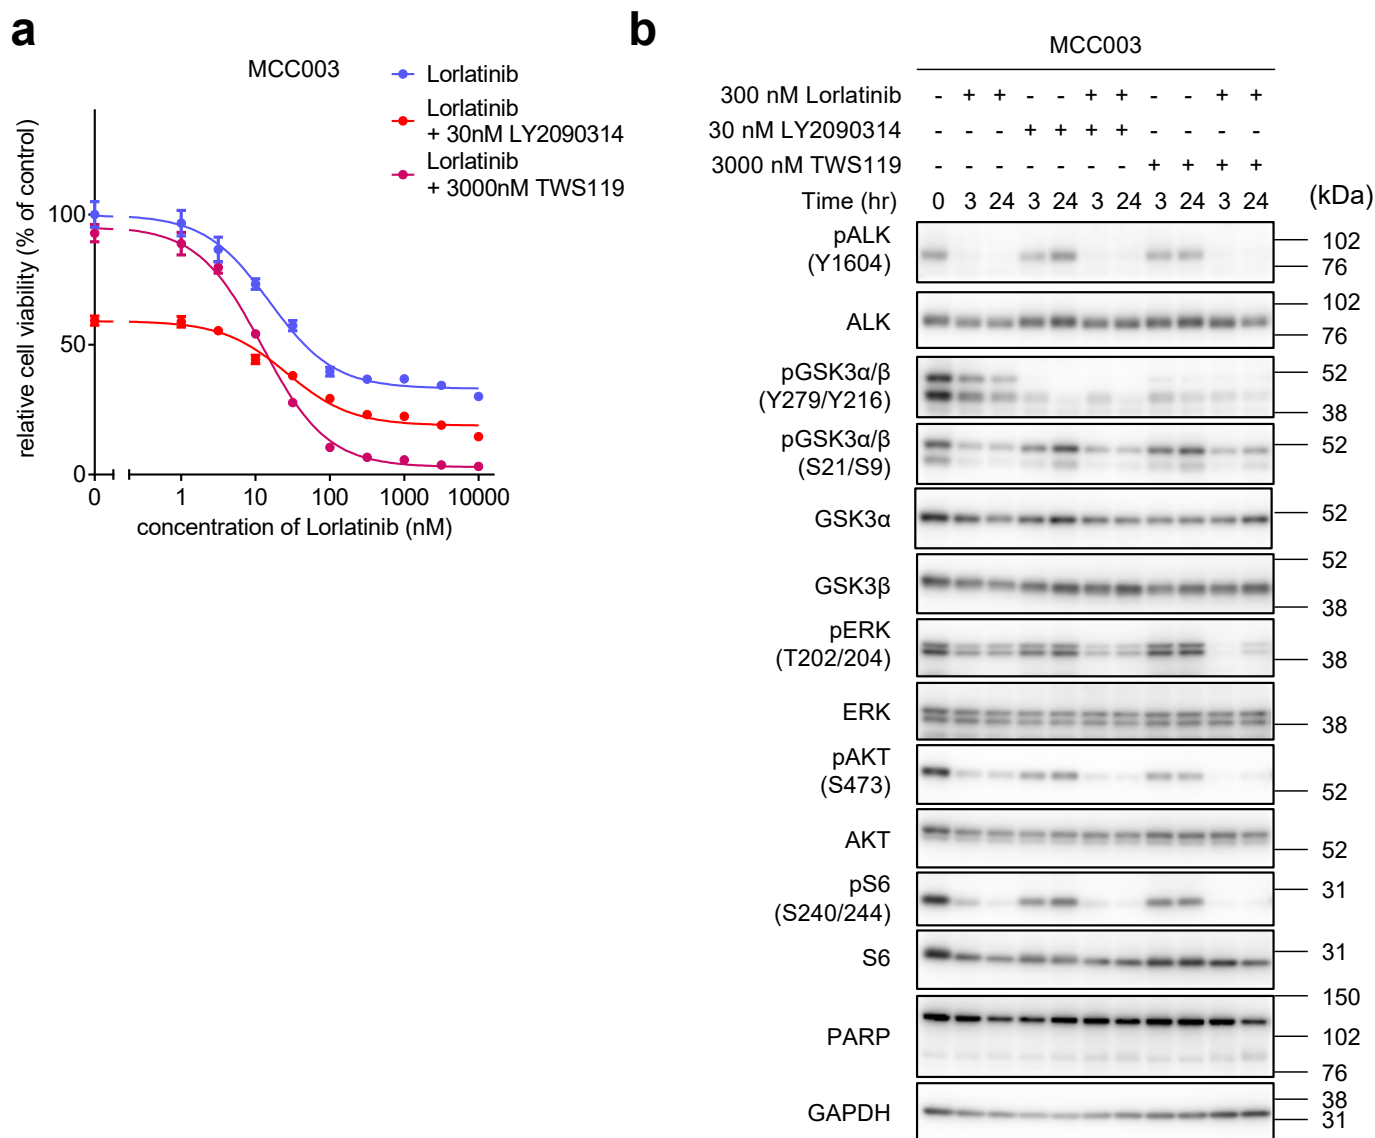 a
MCC003
Lorlatinib
Lorlatinib
+ 30nM LY2090314
Lorlatinib
+ 3000nM TWS119
relative cell viability (% of control)
100
50
0
0 1 10 100 1000 10000
concentration of Lorlatinib (nM)
b
MCC003
300 nM Lorlatinib - + + - - + + - - + +
30 nM LY2090314 - - - + + + + - - - -
3000 nM TWS119 - - - - - - - + + + +
Time (hr) 0 3 24 3 24 3 24 3 24 3 24 (kDa)
pALK
(Y1604)
102
76
ALK
102
76
pGSK3α/β
(Y279/Y216)
52
38
pGSK3α/β
(S21/S9)
52
GSK3α
52
GSK3β
52
38
pERK
(T202/204)
38
ERK
38
pAKT
(S473)
52
AKT
52
pS6
(S240/244)
31
S6
31
PARP
150
102
76
GAPDH
38
31